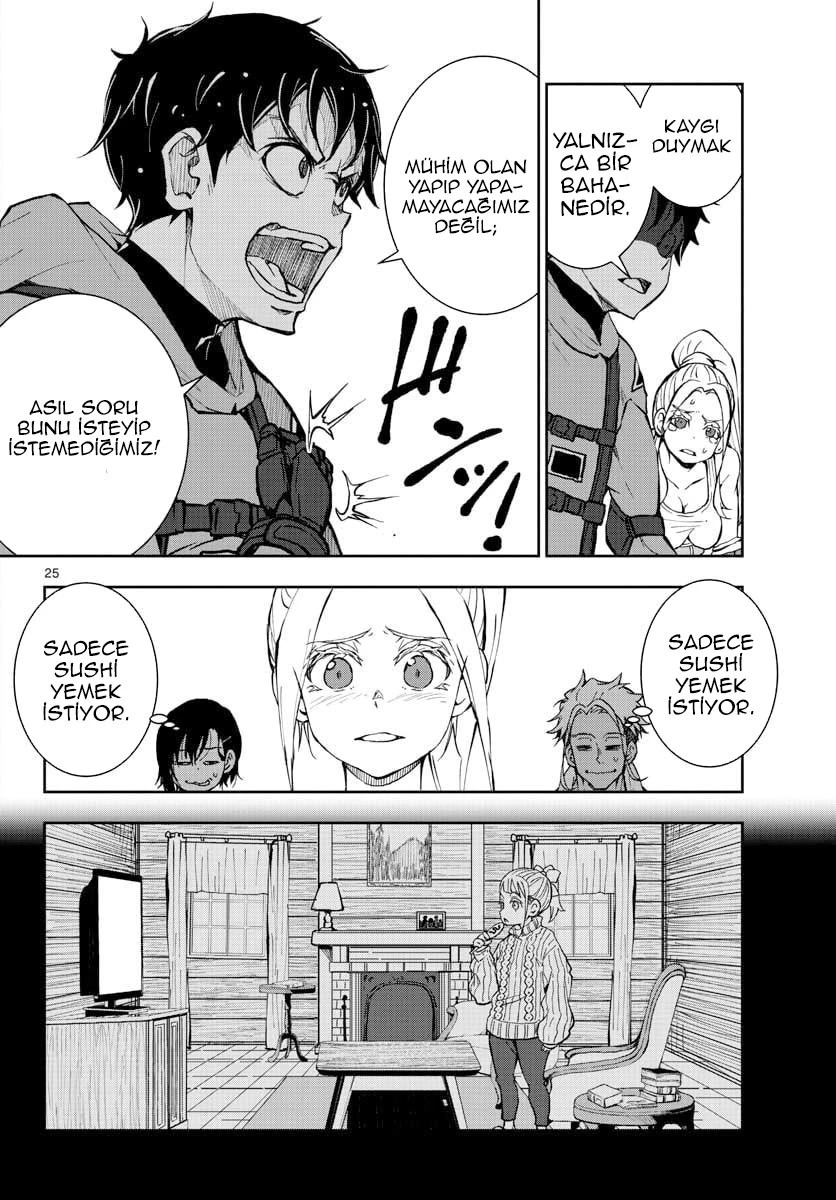 KAYGI
DUYMAK
YALNIZ-
CA BİR
BAHA-
NEDİR.
MÜHİM OLAN
YAPIP YAPA-
MAYACAĞIMIZ
DEĞİL;
ASIL SORU
BUNU İSTEYİP
İSTEMEDİĞİMİZ!
25
SADECE
SUSHİ
YEMEK
İSTİYOR.
SADECE
SUSHİ
YEMEK
İSTİYOR.